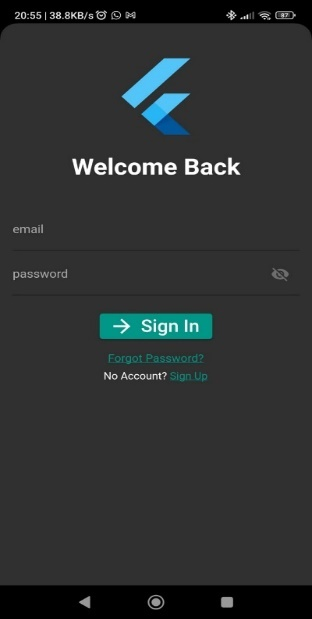 20:55 | 38.8KB/s
87
Welcome Back
email
password
Sign In
Forgot Password?
No Account? Sign Up